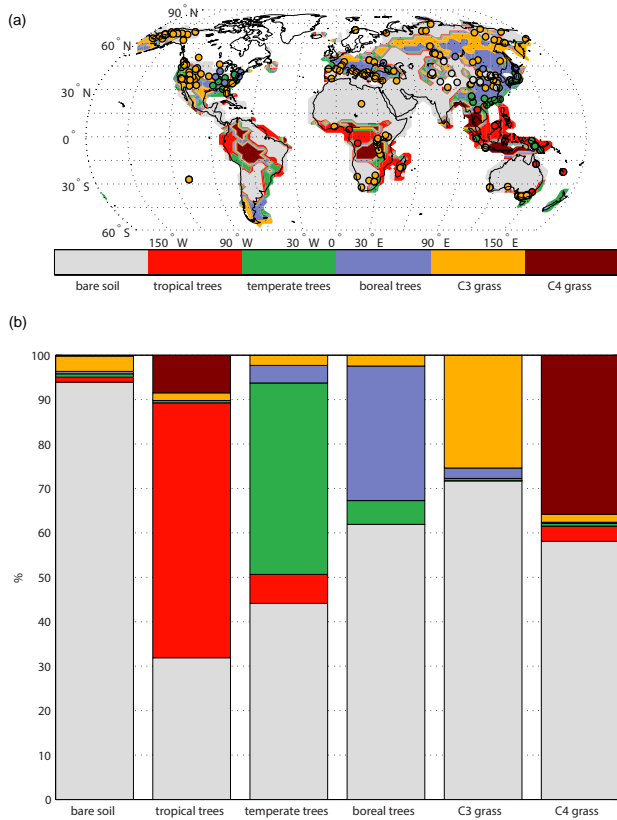 (a)
90° N
60° N
30° N
0°
30° S
60° S
150° W 90° W 30° W 0° 30° E 90° E 150° E
bare soil tropical trees temperate trees boreal trees C3 grass C4 grass
(b)
100
90
80
70
60
50
%
40
30
20
10
0
bare soil tropical trees temperate trees boreal trees C3 grass C4 grass